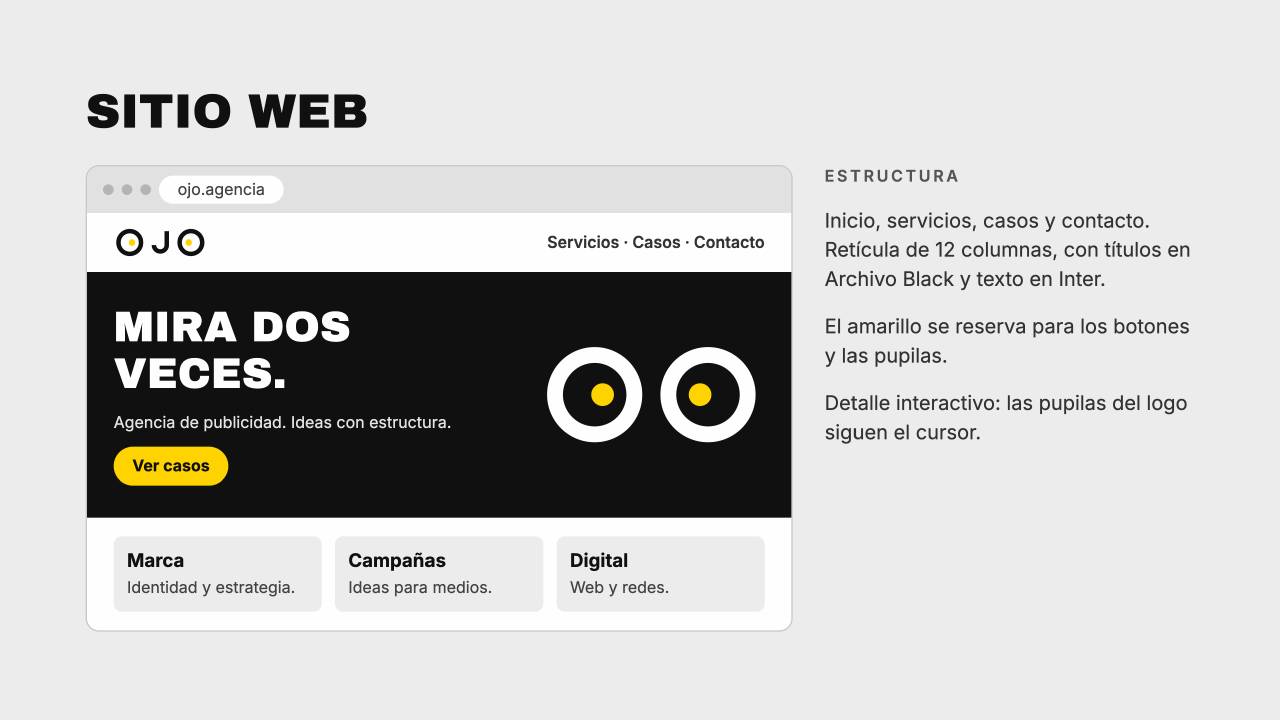 SITIO WEB
ojo.agencia
OJO
Servicios · Casos · Contacto
MIRA DOS
VECES.
Agencia de publicidad. Ideas con estructura.
Ver casos
Marca
Identidad y estrategia.
Campañas
Ideas para medios.
Digital
Web y redes.
ESTRUCTURA
Inicio, servicios, casos y contacto.
Retícula de 12 columnas, con títulos en
Archivo Black y texto en Inter.
El amarillo se reserva para los botones
y las pupilas.
Detalle interactivo: las pupilas del logo
siguen el cursor.